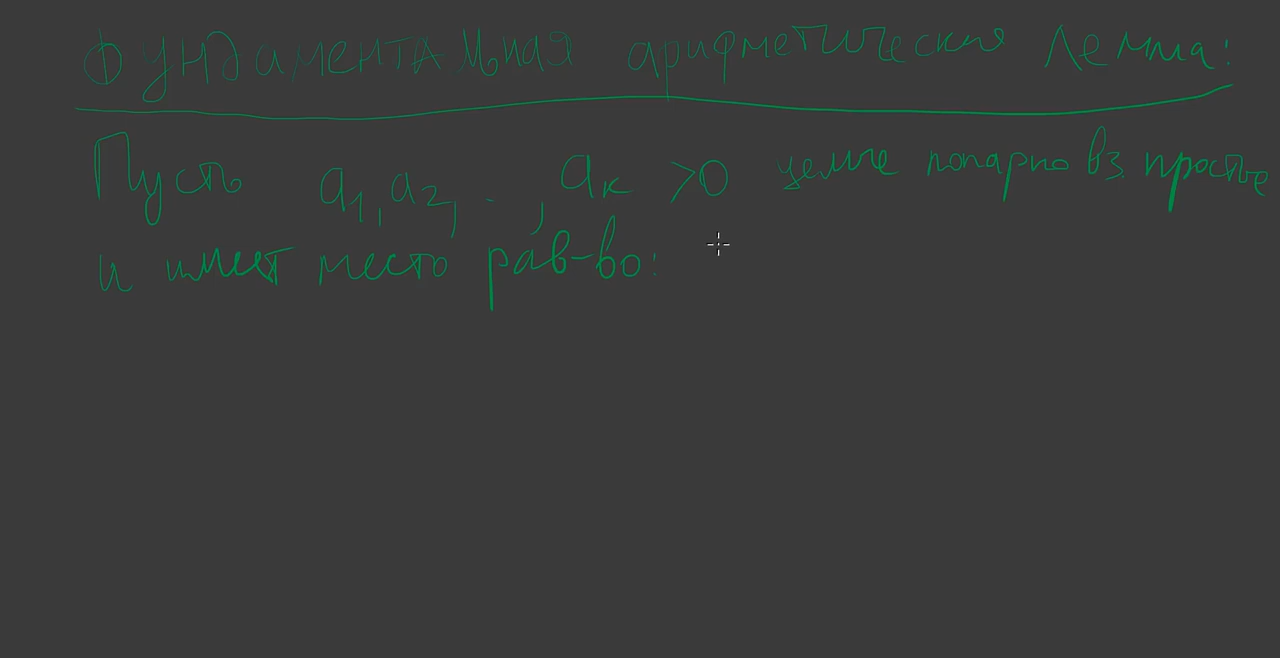 Фундаментальная арифметическая лемма:
Пусть a₁, a₂, . , aₖ >0 целые попарно вз. простые
и имеет место рав-во: